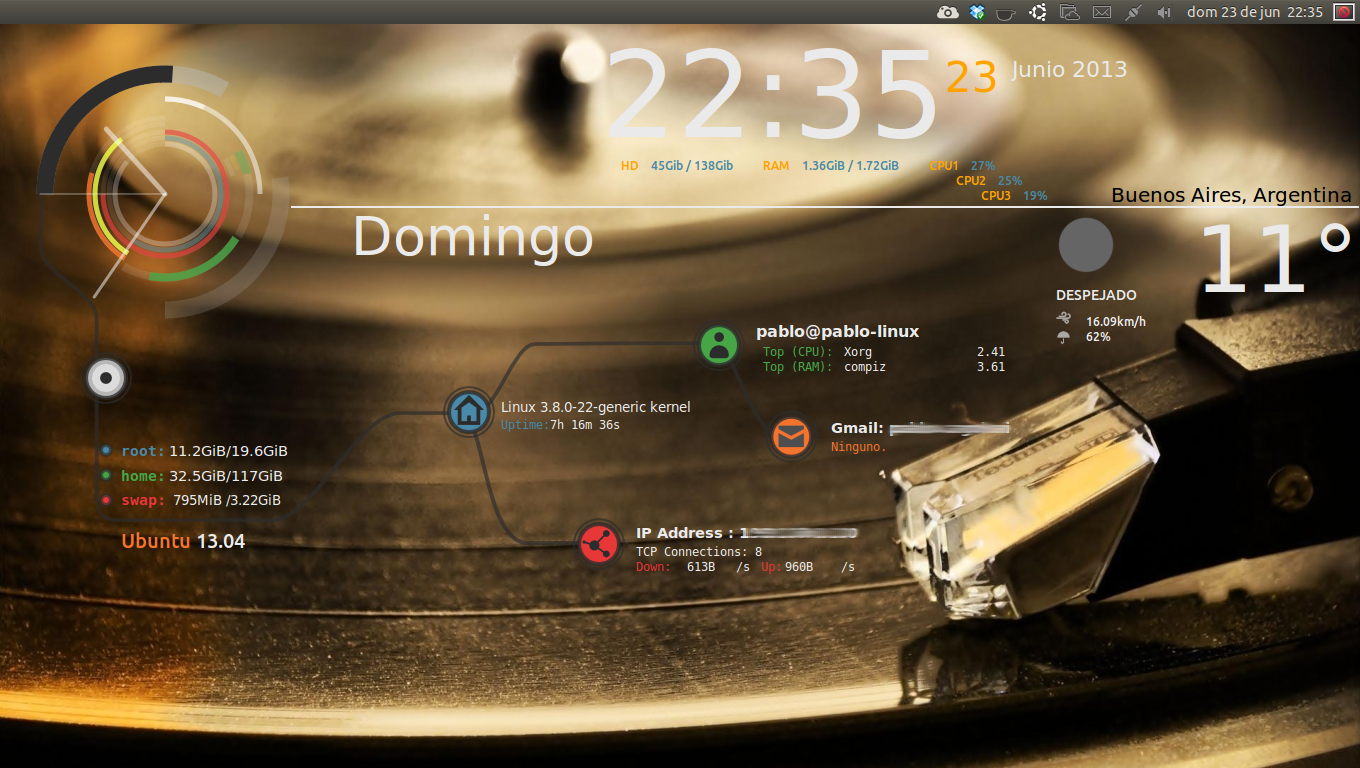 dom 23 de jun 22:35
22:35 23 Junio 2013
HD 45Gib / 138Gib RAM 1.36GiB / 1.72GiB CPU1 27%
CPU2 25%
CPU3 19%
Buenos Aires, Argentina
Domingo
11°
DESPEJADO
16.09km/h
62%
pablo@pablo-linux
Top (CPU): Xorg 2.41
Top (RAM): compiz 3.61
Linux 3.8.0-22-generic kernel
Uptime:7h 16m 36s
Gmail:
Ninguno.
root: 11.2GiB/19.6GiB
home: 32.5GiB/117GiB
swap: 795MiB /3.22GiB
Ubuntu 13.04
IP Address : 1
TCP Connections: 8
Down: 613B /s Up: 960B /s
Technics